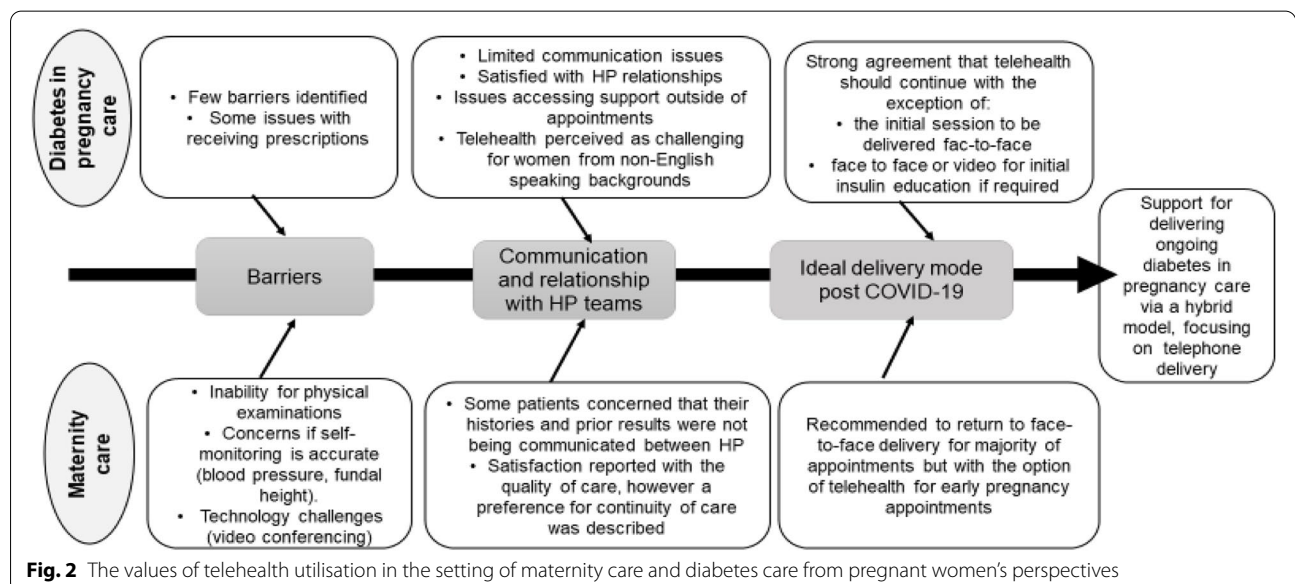 Diabetes in
pregnancy
care
• Few barriers identified
• Some issues with
receiving prescriptions
• Limited communication issues
• Satisfied with HP relationships
• Issues accessing support outside of
appointments
• Telehealth perceived as challenging
for women from non-English
speaking backgrounds
Strong agreement that telehealth
should continue with the
exception of:
• the initial session to be
delivered fac-to-face
• face to face or video for initial
insulin education if required
Barriers
Communication
and relationship
with HP teams
Ideal delivery mode
post COVID-19
Support for
delivering
ongoing
diabetes in
pregnancy care
via a hybrid
model, focusing
on telephone
delivery
Maternity
care
• Inability for physical
examinations
• Concerns if self-
monitoring is accurate
(blood pressure, fundal
height).
• Technology challenges
(video conferencing)
• Some patients concerned that their
histories and prior results were not
being communicated between HP
• Satisfaction reported with the
quality of care, however a
preference for continuity of care
was described
Recommended to return to face-
to-face delivery for majority of
appointments but with the option
of telehealth for early pregnancy
appointments
Fig. 2 The values of telehealth utilisation in the setting of maternity care and diabetes care from pregnant women's perspectives